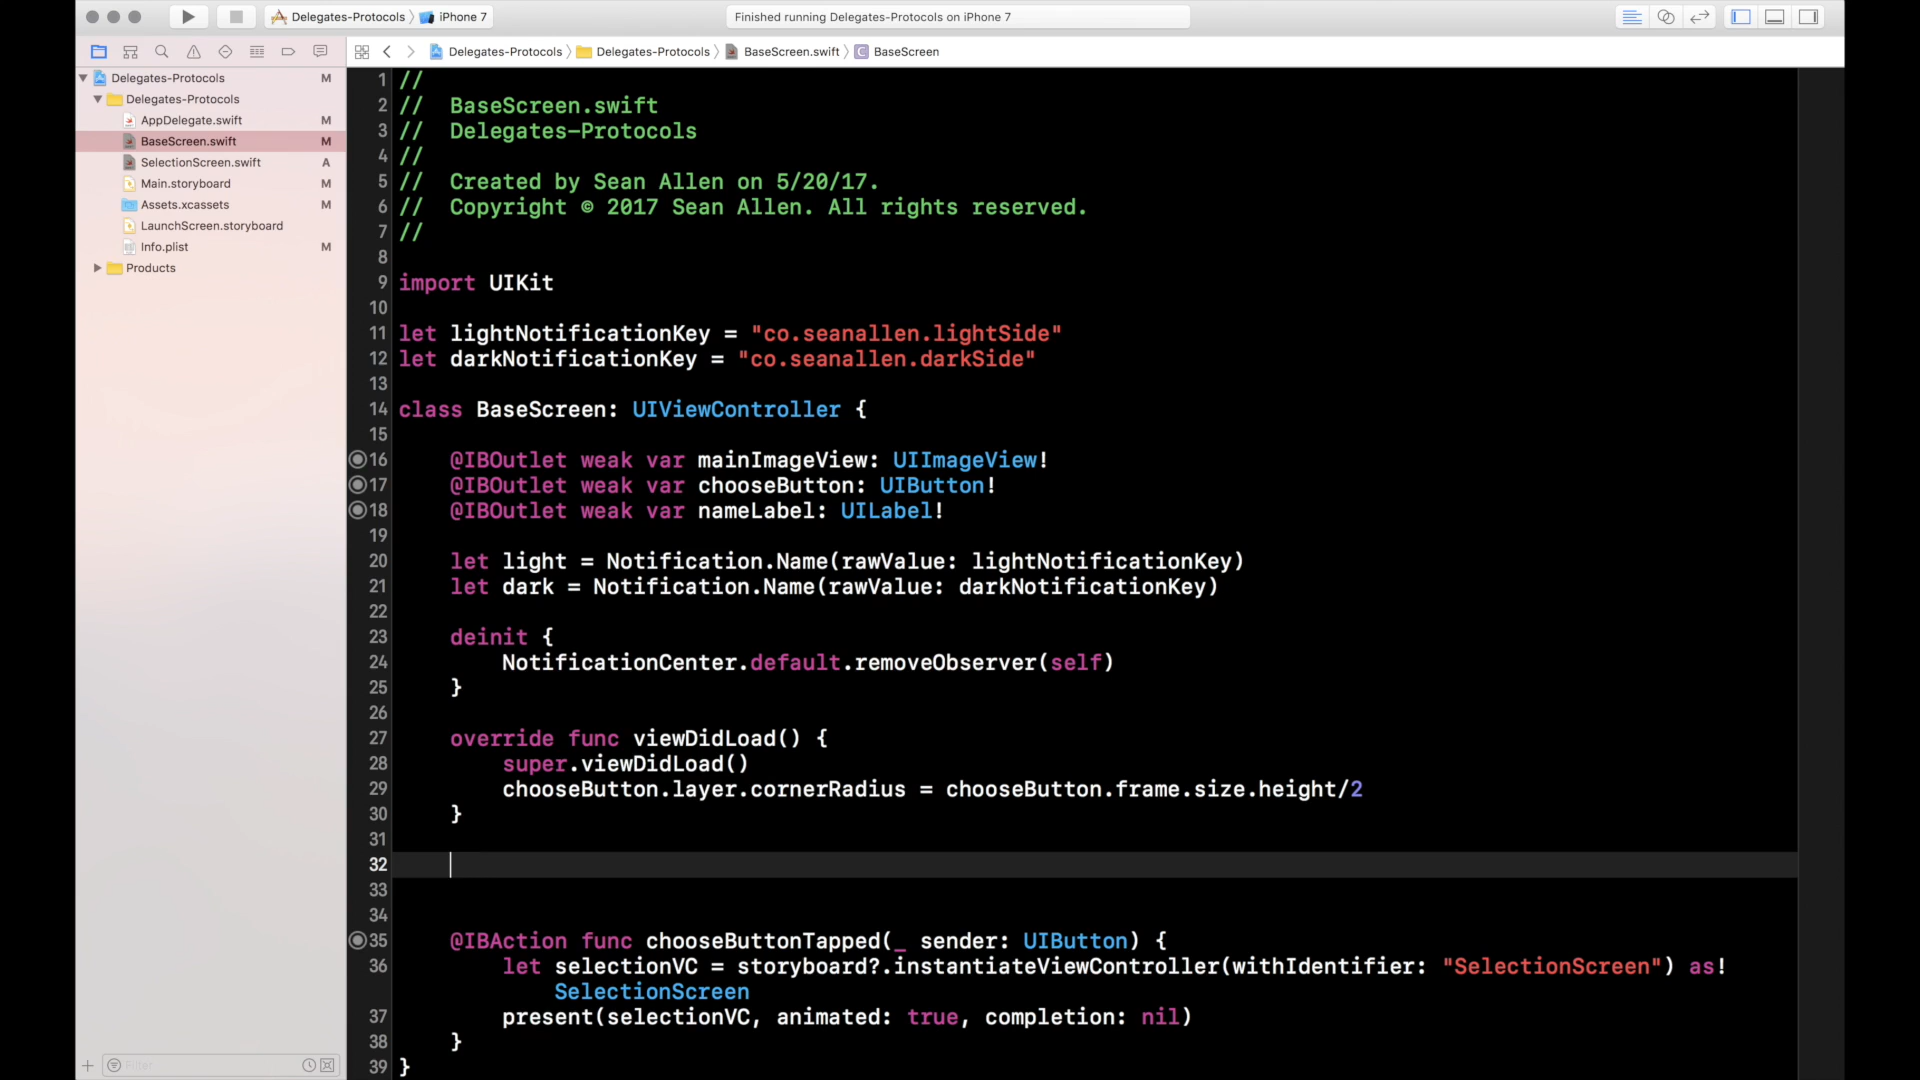 Delegates-Protocols
iPhone 7
Finished running Delegates-Protocols on iPhone 7
Delegates-Protocols
Delegates-Protocols
BaseScreen.swift
C
BaseScreen
Delegates-Protocols M
Delegates-Protocols
AppDelegate.swift M
BaseScreen.swift M
SelectionScreen.swift A
Main.storyboard M
Assets.xcassets M
LaunchScreen.storyboard
Info.plist M
Products
Filter
1 //
2 // BaseScreen.swift
3 // Delegates-Protocols
4 //
5 // Created by Sean Allen on 5/20/17.
6 // Copyright © 2017 Sean Allen. All rights reserved.
7 //
8
9 import UIKit
10
11 let lightNotificationKey = "co.seanallen.lightSide"
12 let darkNotificationKey = "co.seanallen.darkSide"
13
14 class BaseScreen: UIViewController {
15
16 @IBOutlet weak var mainImageView: UIImageView!
17 @IBOutlet weak var chooseButton: UIButton!
18 @IBOutlet weak var nameLabel: UILabel!
19
20 let light = Notification.Name(rawValue: lightNotificationKey)
21 let dark = Notification.Name(rawValue: darkNotificationKey)
22
23 deinit {
24 NotificationCenter.default.removeObserver(self)
25 }
26
27 override func viewDidLoad() {
28 super.viewDidLoad()
29 chooseButton.layer.cornerRadius = chooseButton.frame.size.height/2
30 }
31
32
33
34
35 @IBAction func chooseButtonTapped(_ sender: UIButton) {
36 let selectionVC = storyboard?.instantiateViewController(withIdentifier: "SelectionScreen") as!
SelectionScreen
37 present(selectionVC, animated: true, completion: nil)
38 }
39 }